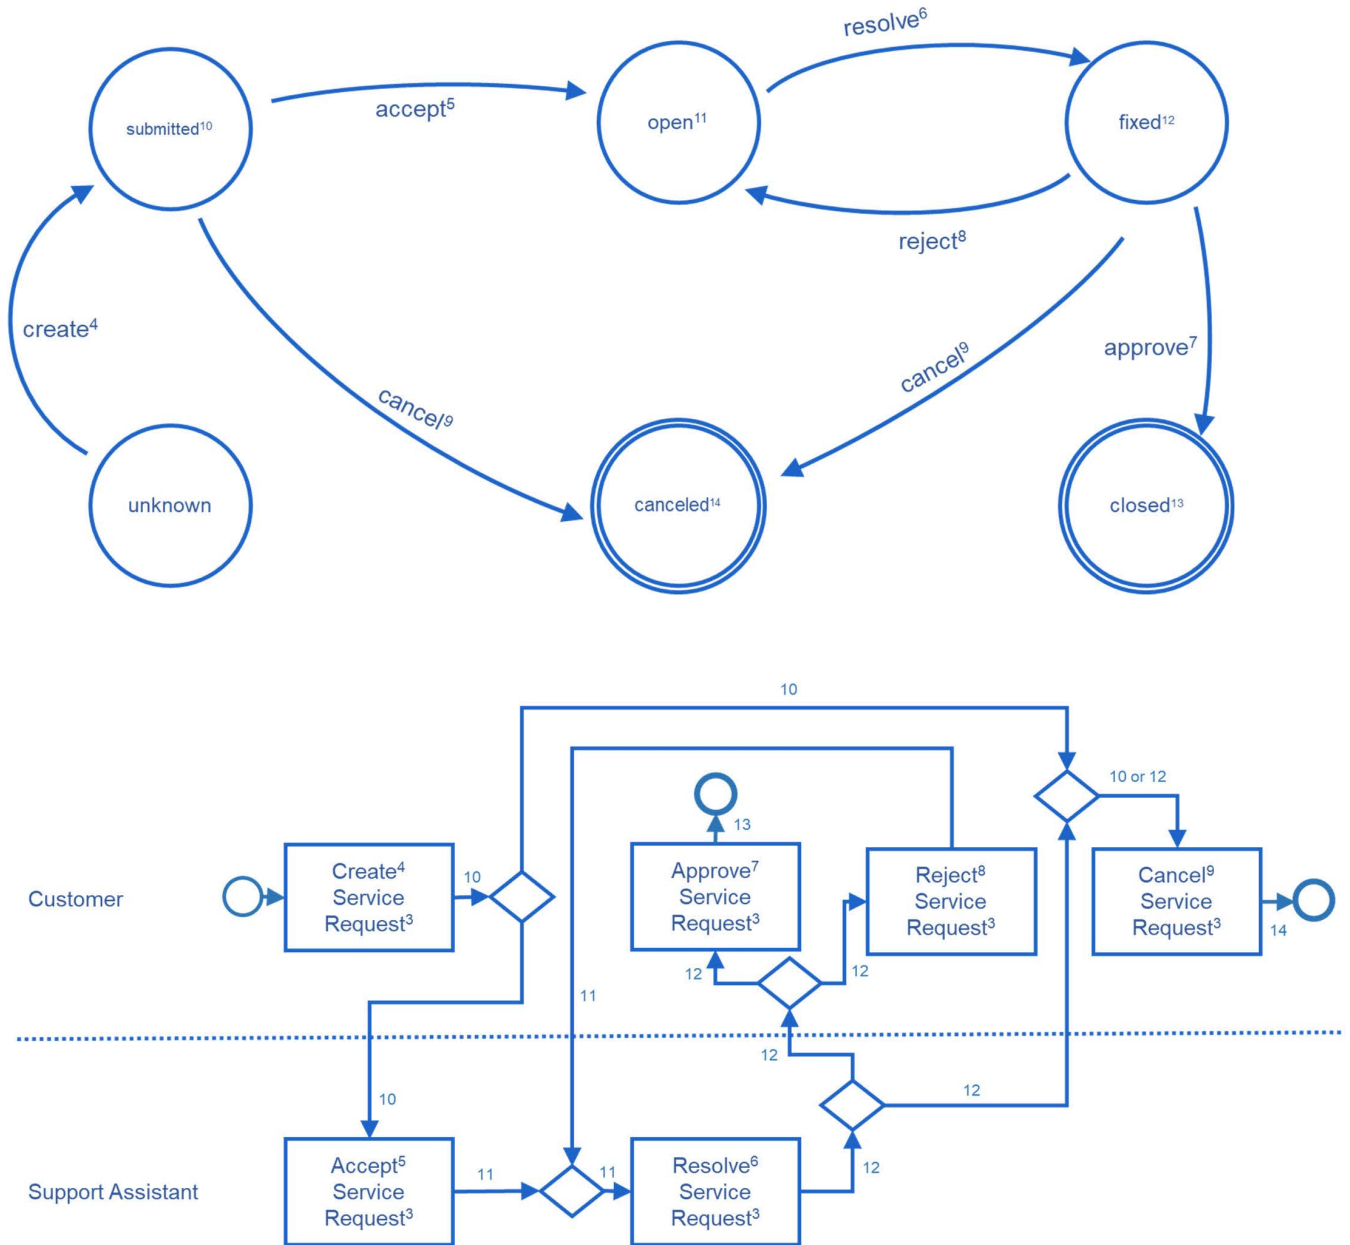 resolve⁶
accept⁵
submitted¹⁰
open¹¹
fixed¹²
reject⁸
create⁴
approve⁷
cancel⁹
cancel⁹
unknown
canceled¹⁴
closed¹³
10
10 or 12
13
Customer
Create⁴
Service
Request³
10
Approve⁷
Service
Request³
Reject⁸
Service
Request³
Cancel⁹
Service
Request³
14
12
12
11
12
12
10
Support Assistant
Accept⁵
Service
Request³
11
11
Resolve⁶
Service
Request³
12